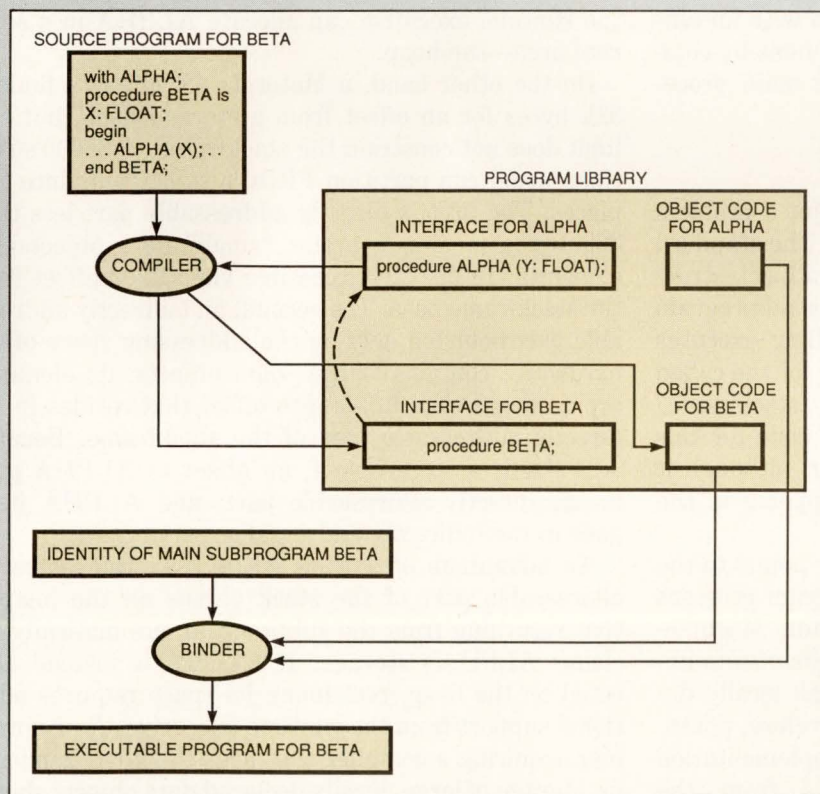 SOURCE PROGRAM FOR BETA
with ALPHA;
procedure BETA is
X: FLOAT;
begin
. . . ALPHA (X); . .
end BETA;
PROGRAM LIBRARY
INTERFACE FOR ALPHA
OBJECT CODE
FOR ALPHA
COMPILER
procedure ALPHA (Y: FLOAT);
INTERFACE FOR BETA
OBJECT CODE
FOR BETA
procedure BETA;
IDENTITY OF MAIN SUBPROGRAM BETA
BINDER
EXECUTABLE PROGRAM FOR BETA